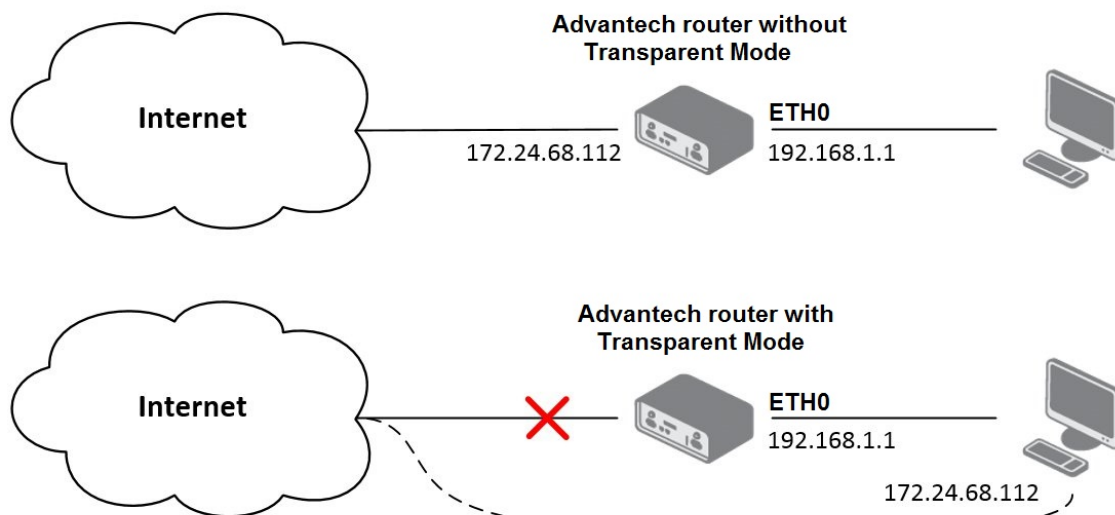 Advantech router without
Transparent Mode
Internet
ETH0
172.24.68.112
192.168.1.1
Advantech router with
Transparent Mode
Internet
ETH0
192.168.1.1
172.24.68.112